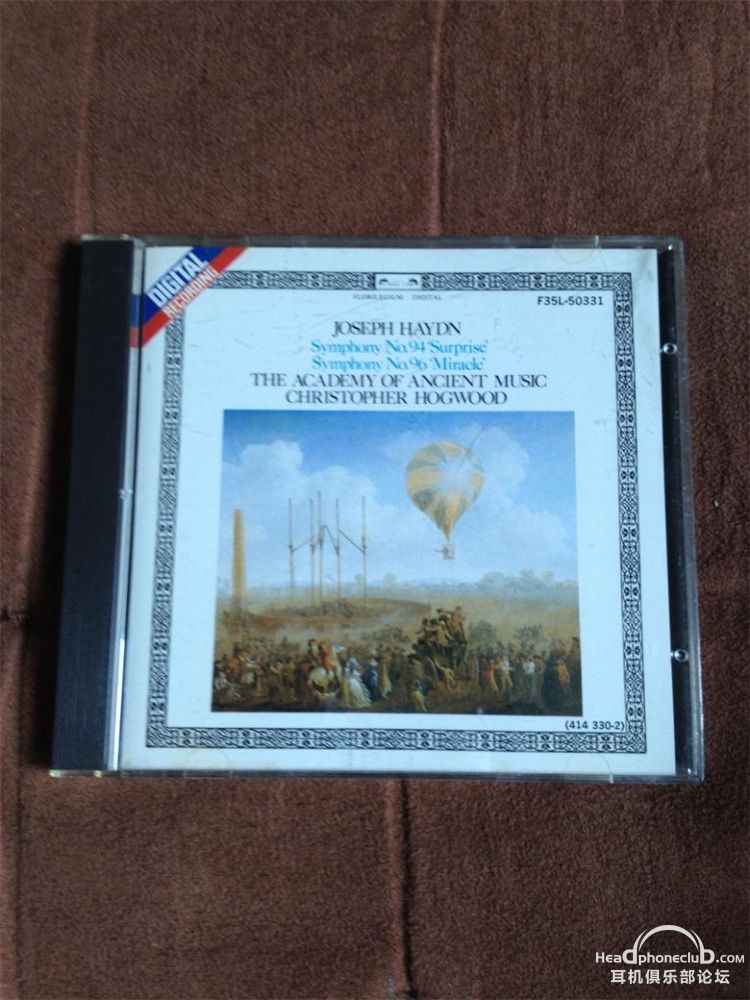 DIGITAL
RECORDING
FLORILEGIUM · DIGITAL
F35L-50331
JOSEPH HAYDN
Symphony No.94 'Surprise'
Symphony No.96 'Miracle'
THE ACADEMY OF ANCIENT MUSIC
CHRISTOPHER HOGWOOD
(414 330-2)
HeadphoneClub.com
耳机俱乐部论坛